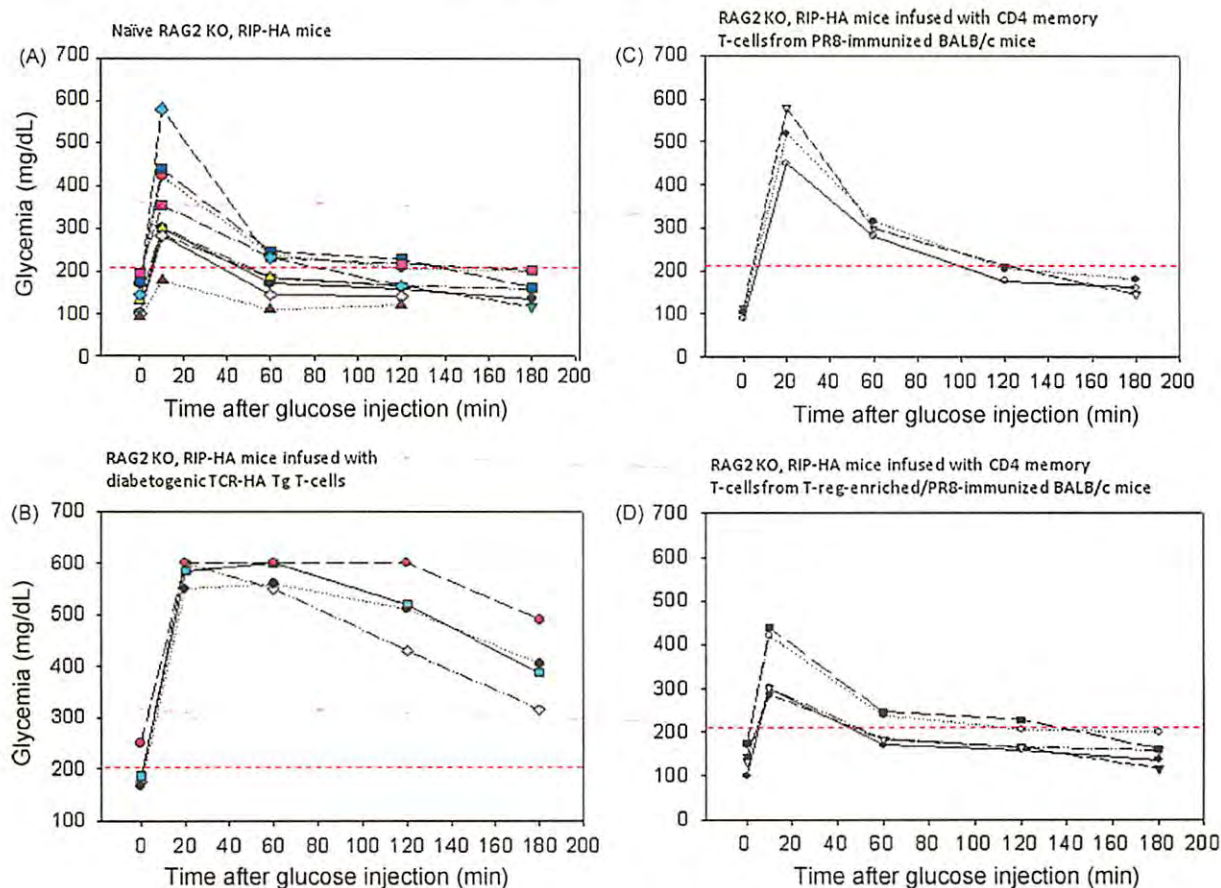 (A)
Naïve RAG2 KO, RIP-HA mice
700
600
500
400
300
200
100
0
Glycemia (mg/dL)
0 20 40 60 80 100 120 140 160 180 200
Time after glucose injection (min)
(B)
RAG2 KO, RIP-HA mice infused with
diabetogenic TCR-HA Tg T-cells
700
600
500
400
300
200
100
Glycemia (mg/dL)
0 20 40 60 80 100 120 140 160 180 200
Time after glucose injection (min)
(C)
RAG2 KO, RIP-HA mice infused with CD4 memory
T-cells from PR8-immunized BALB/c mice
700
600
500
400
300
200
100
0
0 20 40 60 80 100 120 140 160 180 200
Time after glucose injection (min)
(D)
RAG2 KO, RIP-HA mice infused with CD4 memory
T-cells from T-reg-enriched/PR8-immunized BALB/c mice
700
600
500
400
300
200
100
0
0 20 40 60 80 100 120 140 160 180 200
Time after glucose injection (min)